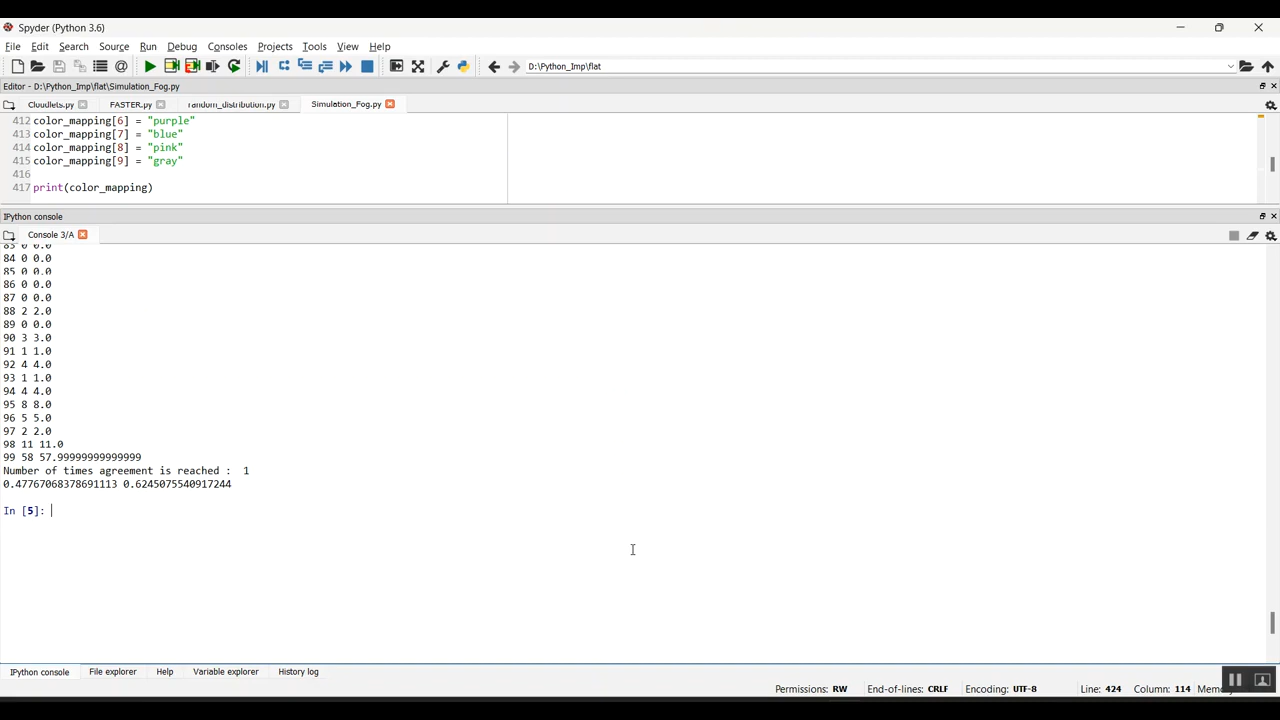 Spyder (Python 3.6)
File Edit Search Source Run Debug Consoles Projects Tools View Help
D:\Python_Imp\flat
Editor - D:\Python_Imp\flat\Simulation_Fog.py
Cloudlets.py FASTER.py random_distribution.py Simulation_Fog.py
412 color_mapping[6] = "purple"
413 color_mapping[7] = "blue"
414 color_mapping[8] = "pink"
415 color_mapping[9] = "gray"
416
417 print(color_mapping)
IPython console
Console 3/A
83 0 0.0
84 0 0.0
85 0 0.0
86 0 0.0
87 0 0.0
88 2 2.0
89 0 0.0
90 3 3.0
91 1 1.0
92 4 4.0
93 1 1.0
94 4 4.0
95 8 8.0
96 5 5.0
97 2 2.0
98 11 11.0
99 58 57.99999999999999
Number of times agreement is reached :  1
0.47767068378691113 0.6245075540917244
In [5]:
IPython console File explorer Help Variable explorer History log
Permissions: RW End-of-lines: CRLF Encoding: UTF-8 Line: 424 Column: 114